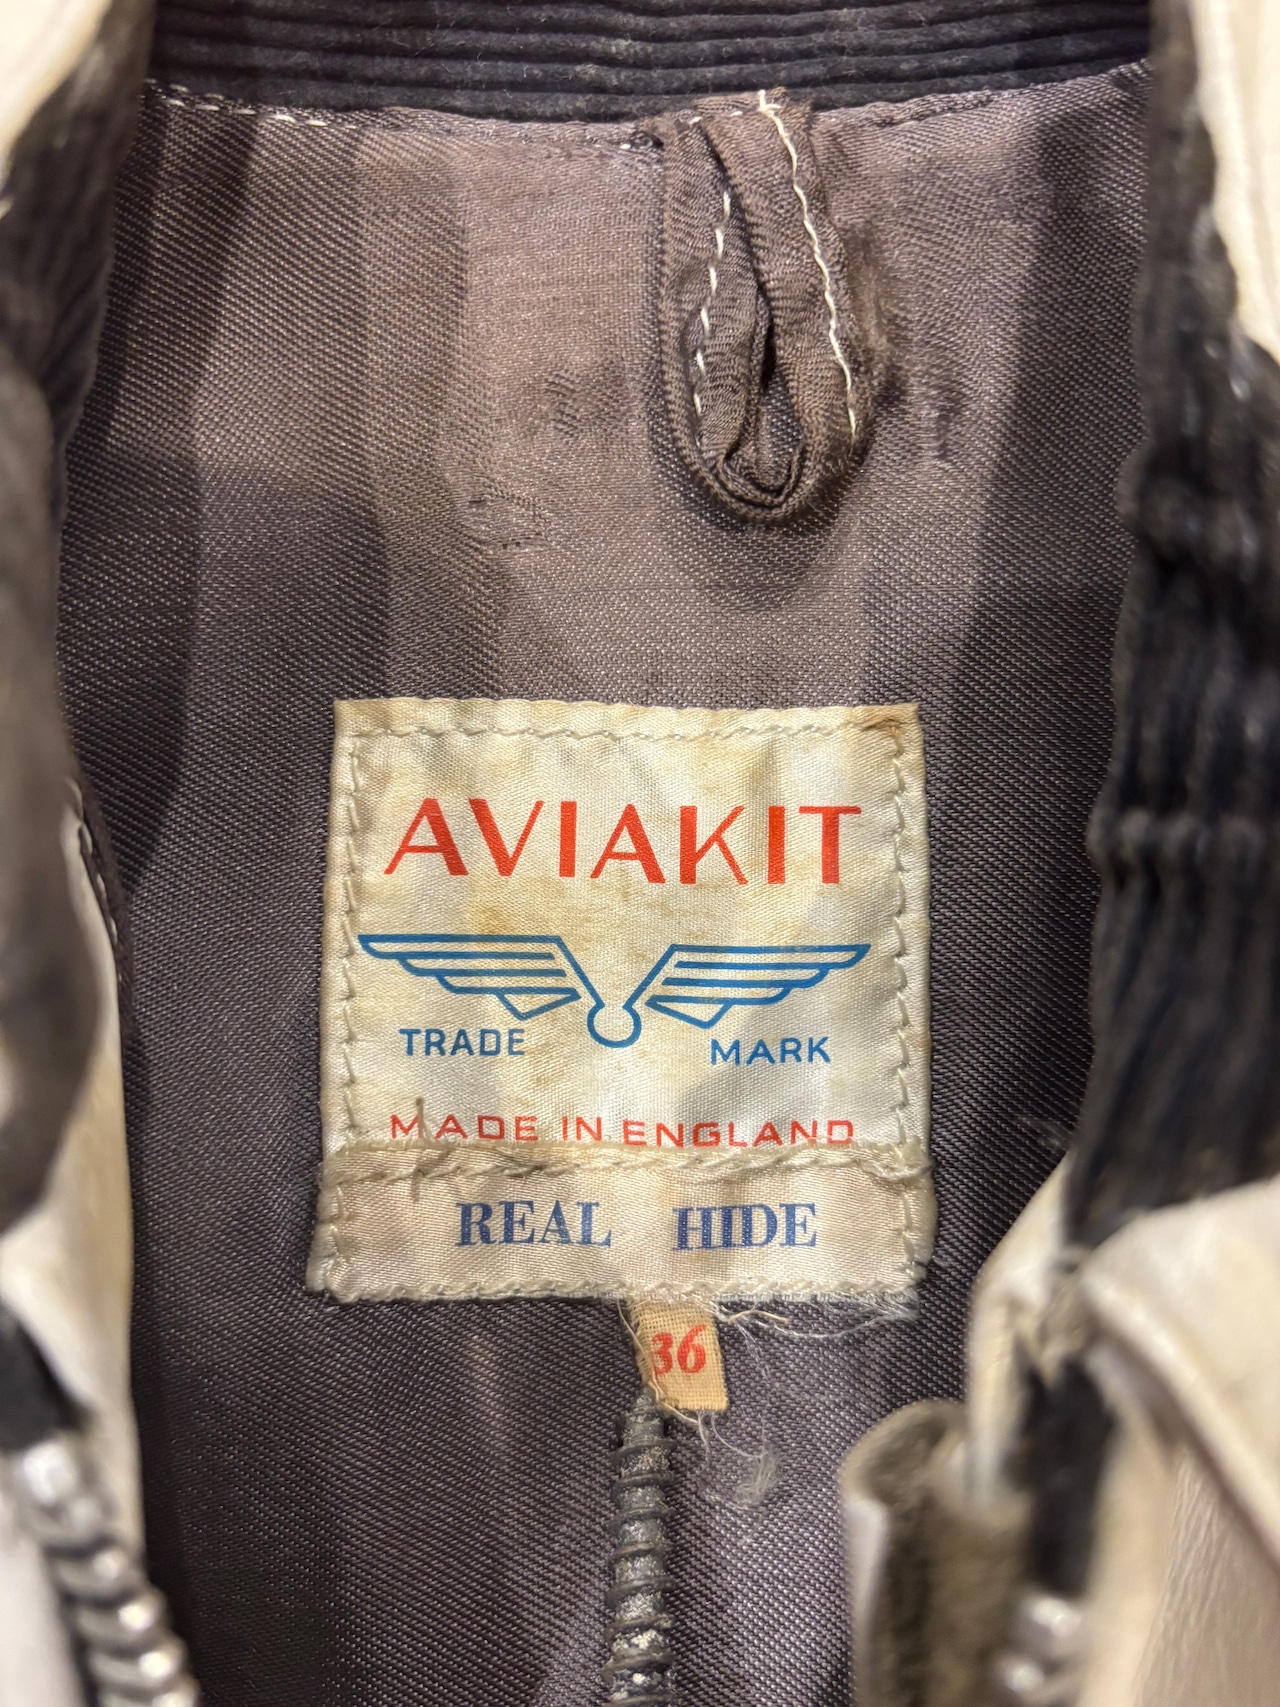 AVIAKIT
TRADE MARK
MADE IN ENGLAND
REAL HIDE
36